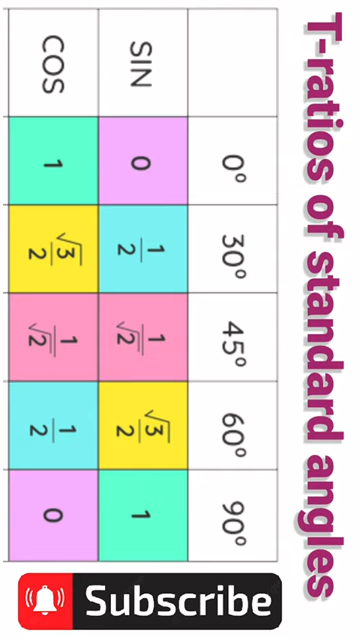 T-ratios of standard angles
0° 30° 45° 60° 90°
SIN 0 1/2 1/√2 √3/2 1
COS 1 √3/2 1/√2 1/2 0
Subscribe